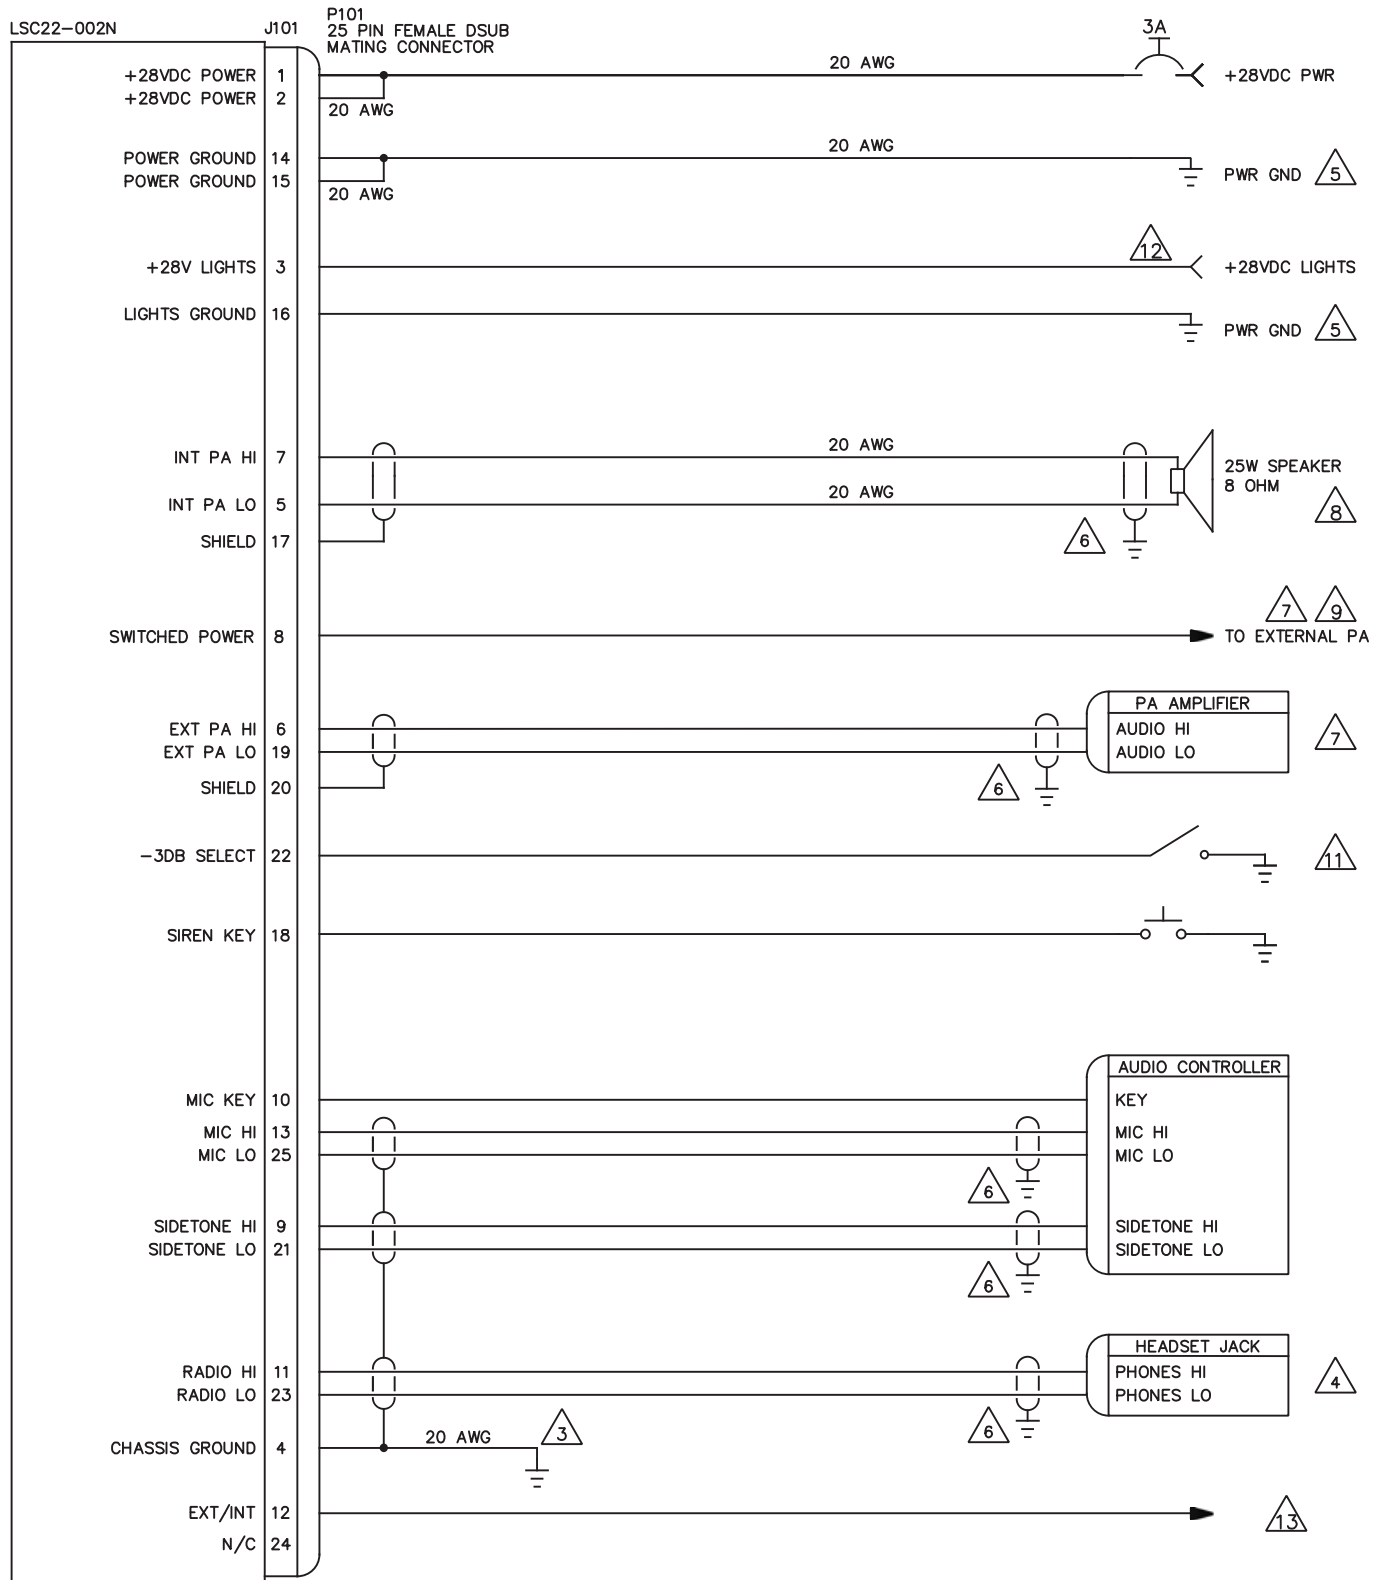 LSC22-002N
J101
P101
25 PIN FEMALE DSUB
MATING CONNECTOR
3A
20 AWG
+28VDC POWER 1
+28VDC PWR
+28VDC POWER 2
20 AWG
20 AWG
POWER GROUND 14
PWR GND 5
POWER GROUND 15
20 AWG
12
+28V LIGHTS 3
+28VDC LIGHTS
LIGHTS GROUND 16
PWR GND 5
20 AWG
INT PA HI 7
25W SPEAKER
8 OHM
20 AWG
INT PA LO 5
8
SHIELD 17
6
7 9
SWITCHED POWER 8
TO EXTERNAL PA
PA AMPLIFIER
EXT PA HI 6
AUDIO HI
7
EXT PA LO 19
AUDIO LO
SHIELD 20
6
-3DB SELECT 22
11
SIREN KEY 18
AUDIO CONTROLLER
MIC KEY 10
KEY
MIC HI 13
MIC HI
MIC LO 25
MIC LO
6
SIDETONE HI 9
SIDETONE HI
SIDETONE LO 21
SIDETONE LO
6
HEADSET JACK
RADIO HI 11
PHONES HI
4
RADIO LO 23
PHONES LO
6
CHASSIS GROUND 4
20 AWG
3
EXT/INT 12
13
N/C 24